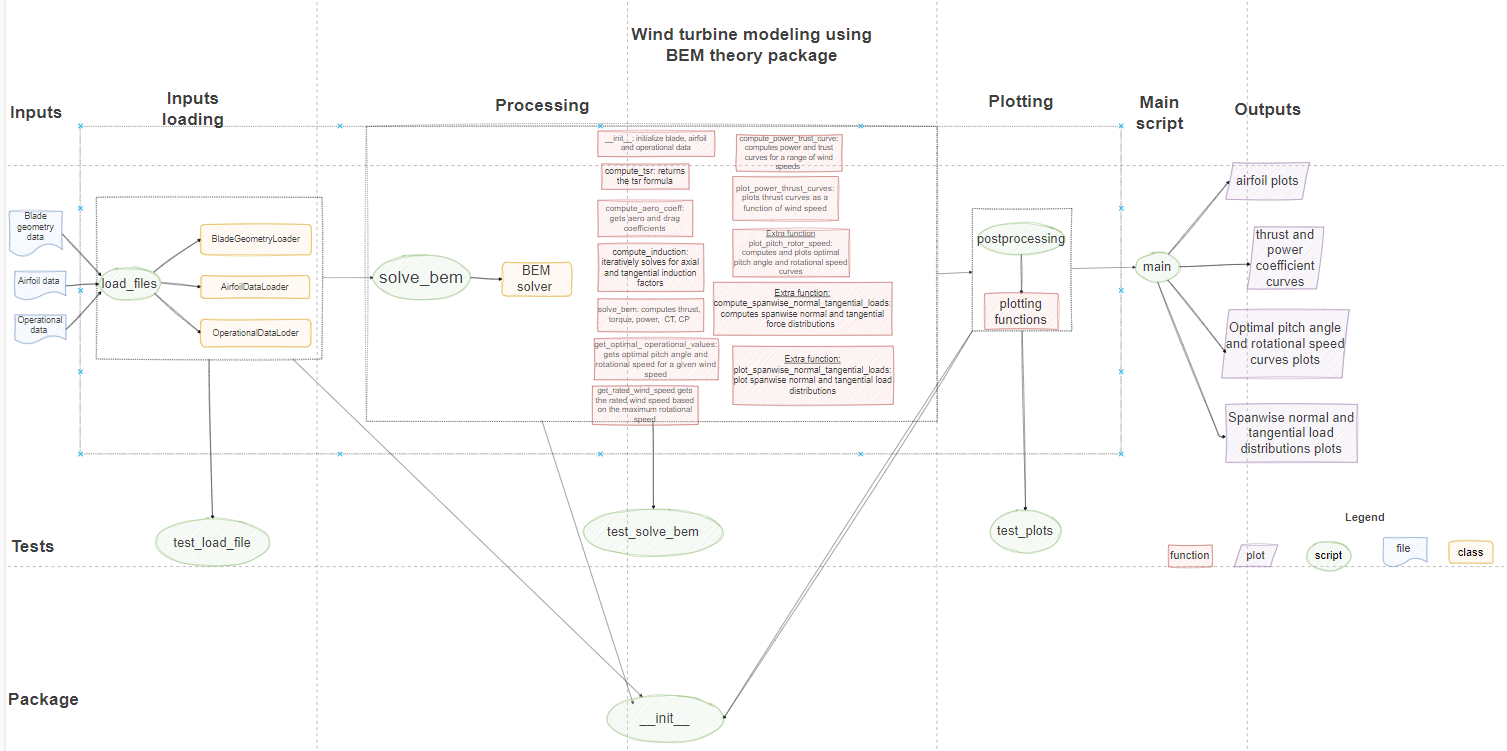 Wind turbine modeling using
BEM theory package
Inputs
Inputs
loading
Processing
Plotting
Main
script
Outputs
Blade
geometry
data
Airfoil data
Operational
data
load_files
BladeGeometryLoader
AirfoilDataLoader
OperationalDataLoder
solve_bem
BEM
solver
__init__: initialize blade, airfoil
and operational data
compute_tsr: returns
the tsr formula
compute_aero_coeff:
gets aero and drag
coefficients
compute_induction:
iteratively solves for axial
and tangential induction
factors
solve_bem: computes thrust,
torque, power, CT, CP
get_optimal_ operational_values:
gets optimal pitch angle and
rotational speed for a given wind
speed
get_rated_wind_speed gets
the rated wind speed based
on the maximum rotational
speed
compute_power_trust_curve:
computes power and trust
curves for a range of wind
speeds
plot_power_thrust_curves:
plots thrust curves as a
function of wind speed
Extra function
plot_pitch_rotor_speed:
computes and plots optimal
pitch angle and rotational speed
curves
Extra function:
compute_spanwise_normal_tangential_loads:
computes spanwise normal and tangential
force distributions
Extra function:
plot_spanwise_normal_tangential_loads:
plot spanwise normal and tangential load
distributions
postprocessing
plotting
functions
main
airfoil plots
thrust and
power
coefficient
curves
Optimal pitch angle
and rotational speed
curves plots
Spanwise normal and
tangential load
distributions plots
Tests
test_load_file
test_solve_bem
test_plots
Legend
function
plot
script
file
class
Package
__init__